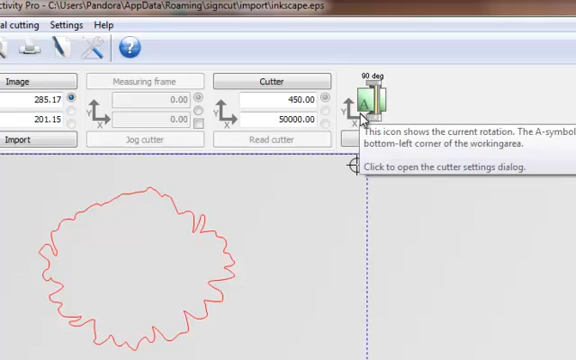 ctivity Pro - C:\Users\Pandora\AppData\Roaming\signcut\import\inkscape.eps
al cutting Settings Help
Image
Measuring frame
Cutter
90 deg
285.17
0.00
450.00
201.15
0.00
50000.00
Y
X
Y
X
Y
X
A
Import
Jog cutter
Read cutter
This icon shows the current rotation. The A-symbol
bottom-left corner of the workingarea.
Click to open the cutter settings dialog.